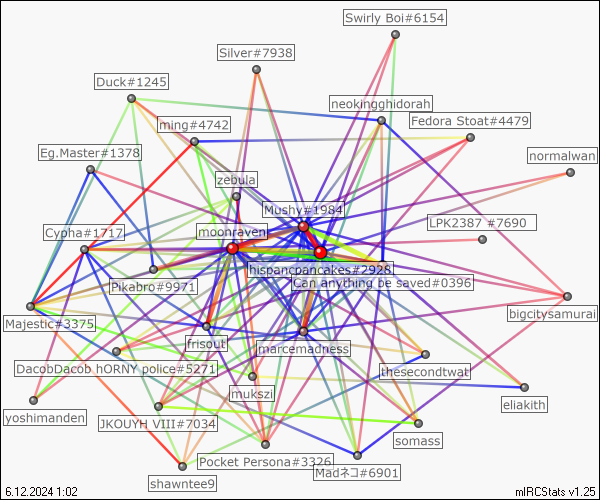 Swirly Boi#6154
Silver#7938
Duck#1245
neokingghidorah
Fedora Stoat#4479
ming#4742
Eg.Master#1378
normalwan
zebula
Mushy#1984
LPK2387 #7690
moonraven
Cypha#1717
hispancpancakes#2928
Can anything be saved#0396
Pikabro#9971
bigcitysamurai
Majestic#3375
frisout
marcemadness
DacobDacob hORNY police#5271
thesecondtwat
mukszi
eliakith
yoshimanden
JKOUYH VIII#7034
somass
Pocket Persona#3326
Madネコ#6901
shawntee9
6.12.2024 1:02
mIRCStats v1.25